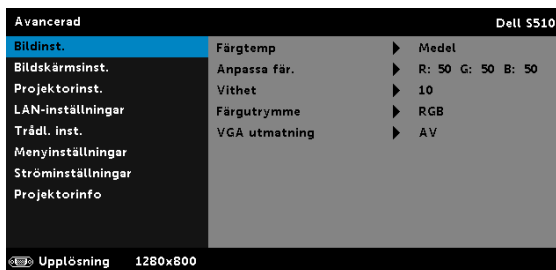 Avancerad Dell S510
Bildinst. Färgtemp Medel
Bildskärmsinst. Anpassa fär. R: 50 G: 50 B: 50
Projektorinst. Vithet 10
LAN-inställningar Färgutrymme RGB
Trådl. inst. VGA utmatning AV
Menyinställningar
Ströminställningar
Projektorinfo
Upplösning 1280x800